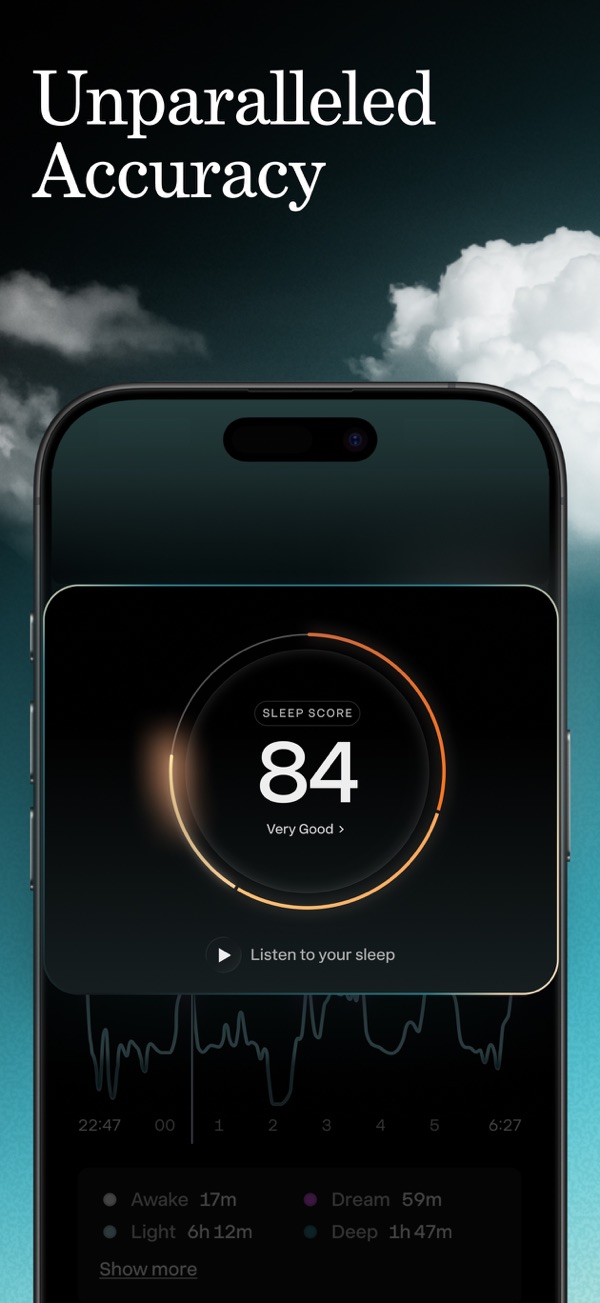 Unparalleled
Accuracy
SLEEP SCORE
84
Very Good ›
Listen to your sleep
22:47 00 1 2 3 4 5 6:27
Awake 17m Dream 59m
Light 6h 12m Deep 1h 47m
Show more